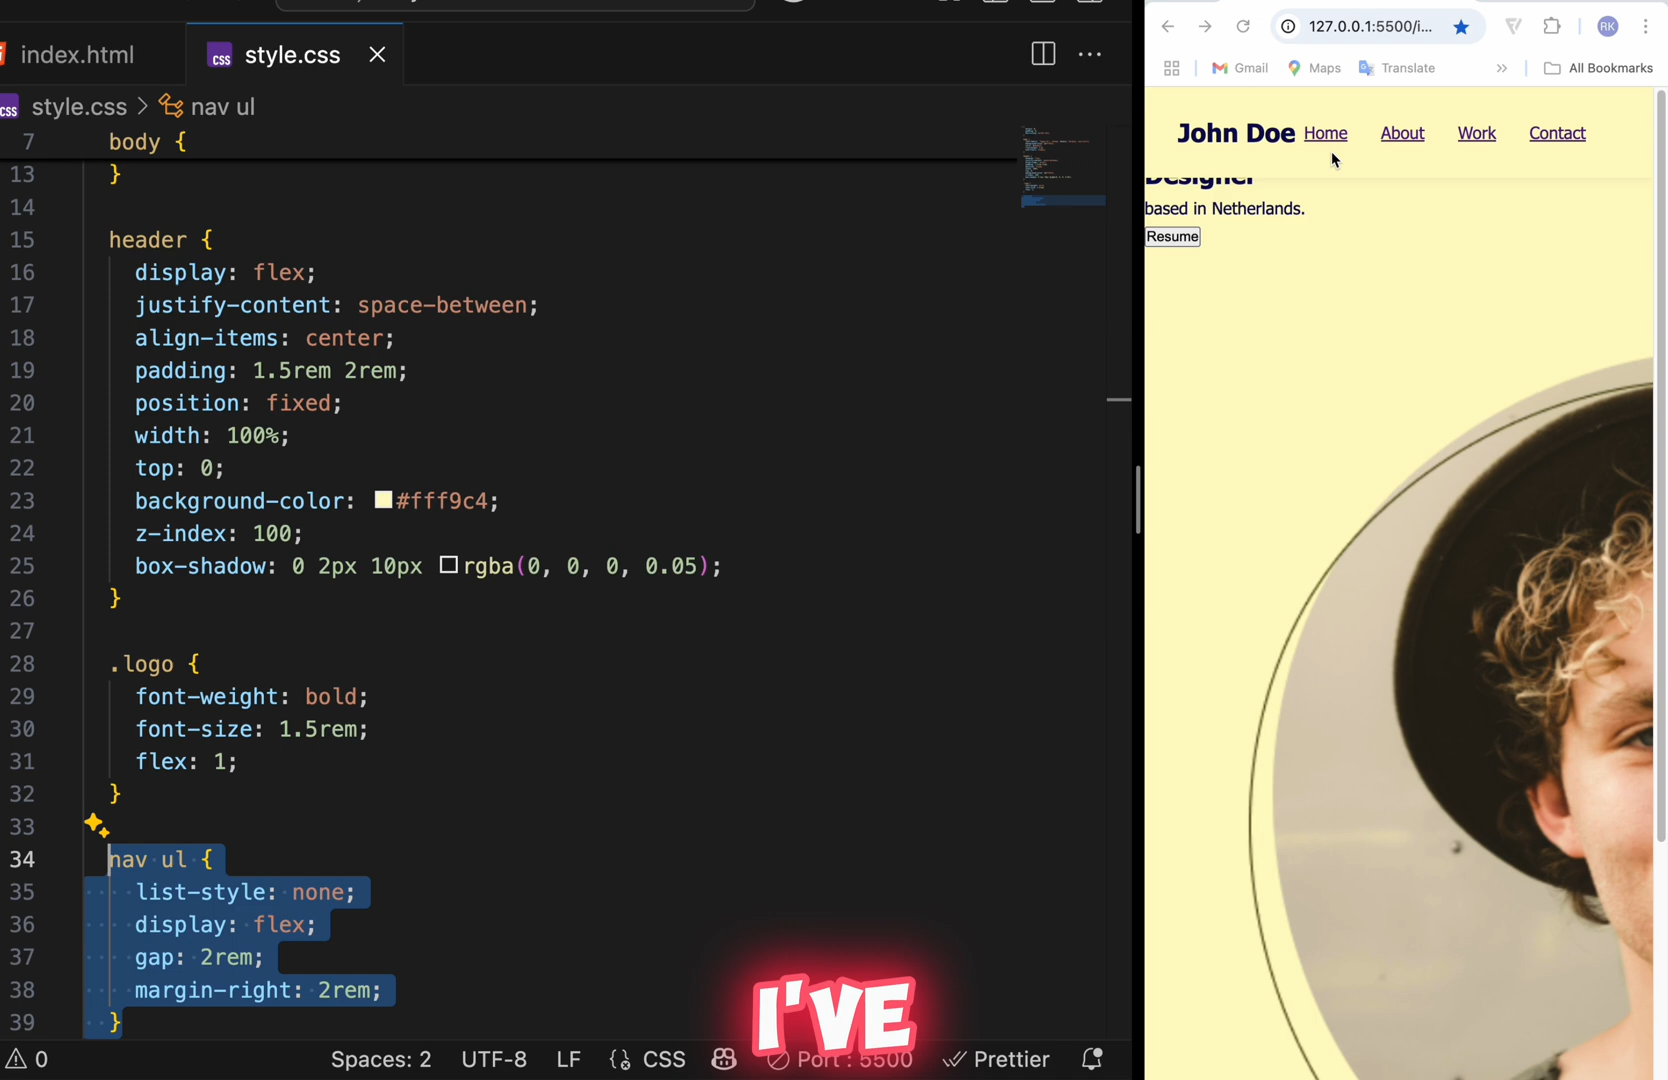 index.html
style.css
style.css > nav ul
7 body {
13 }
14
15 header {
16 display: flex;
17 justify-content: space-between;
18 align-items: center;
19 padding: 1.5rem 2rem;
20 position: fixed;
21 width: 100%;
22 top: 0;
23 background-color: #fff9c4;
24 z-index: 100;
25 box-shadow: 0 2px 10px rgba(0, 0, 0, 0.05);
26 }
27
28 .logo {
29 font-weight: bold;
30 font-size: 1.5rem;
31 flex: 1;
32 }
33
34 nav ul {
35 list-style: none;
36 display: flex;
37 gap: 2rem;
38 margin-right: 2rem;
39 }
0 Spaces: 2 UTF-8 LF CSS Port : 5500 Prettier
I'VE
127.0.0.1:5500/i... RK
Gmail Maps Translate » All Bookmarks
John Doe Home About Work Contact
Designer
based in Netherlands.
Resume